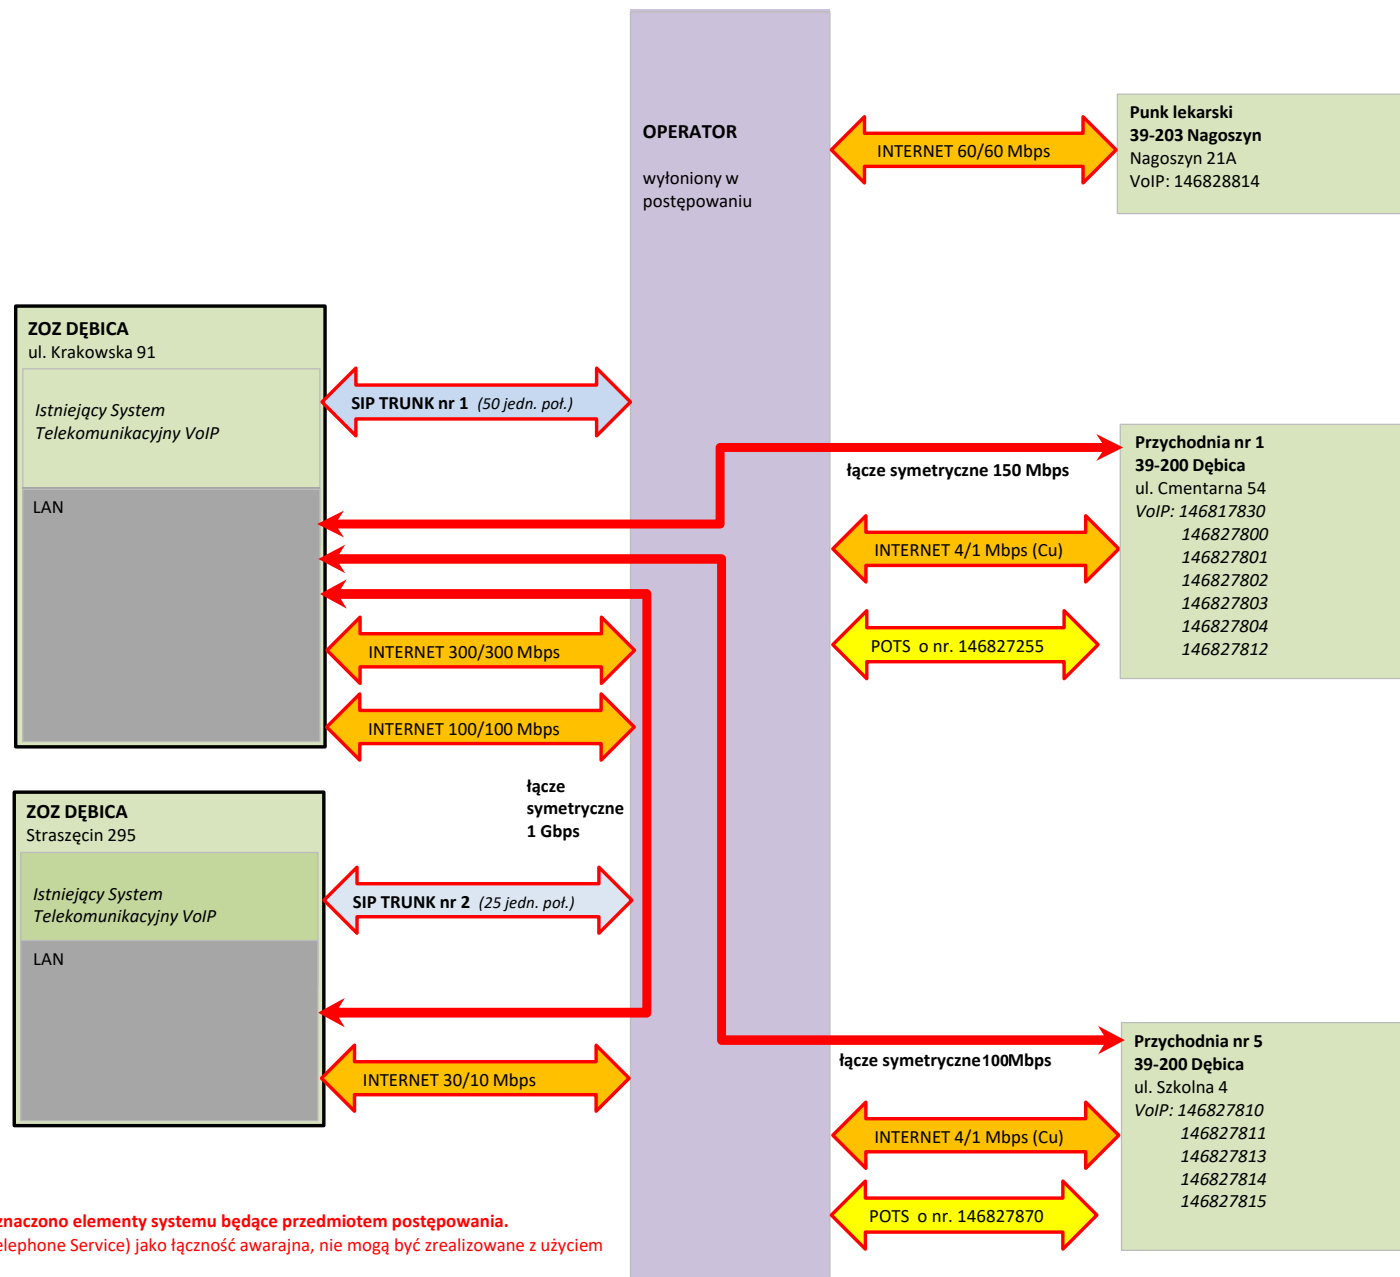 OPERATOR
wyłoniony w
postępowaniu
INTERNET 60/60 Mbps
Punk lekarski
39-203 Nagoszyn
Nagoszyn 21A
VoIP: 146828814
ZOZ DĘBICA
ul. Krakowska 91
Istniejący System
Telekomunikacyjny VoIP
LAN
SIP TRUNK nr 1 (50 jedn. poł.)
łącze symetryczne 150 Mbps
INTERNET 4/1 Mbps (Cu)
POTS o nr. 146827255
Przychodnia nr 1
39-200 Dębica
ul. Cmentarna 54
VoIP: 146817830
146827800
146827801
146827802
146827803
146827804
146827812
INTERNET 300/300 Mbps
INTERNET 100/100 Mbps
łącze
symetryczne
1 Gbps
ZOZ DĘBICA
Straszęcin 295
Istniejący System
Telekomunikacyjny VoIP
LAN
SIP TRUNK nr 2 (25 jedn. poł.)
INTERNET 30/10 Mbps
łącze symetryczne100Mbps
INTERNET 4/1 Mbps (Cu)
POTS o nr. 146827870
Przychodnia nr 5
39-200 Dębica
ul. Szkolna 4
VoIP: 146827810
146827811
146827813
146827814
146827815
znaczono elementy systemu będące przedmiotem postępowania.
elephone Service) jako łączność awarajna, nie mogą być zrealizowane z użyciem